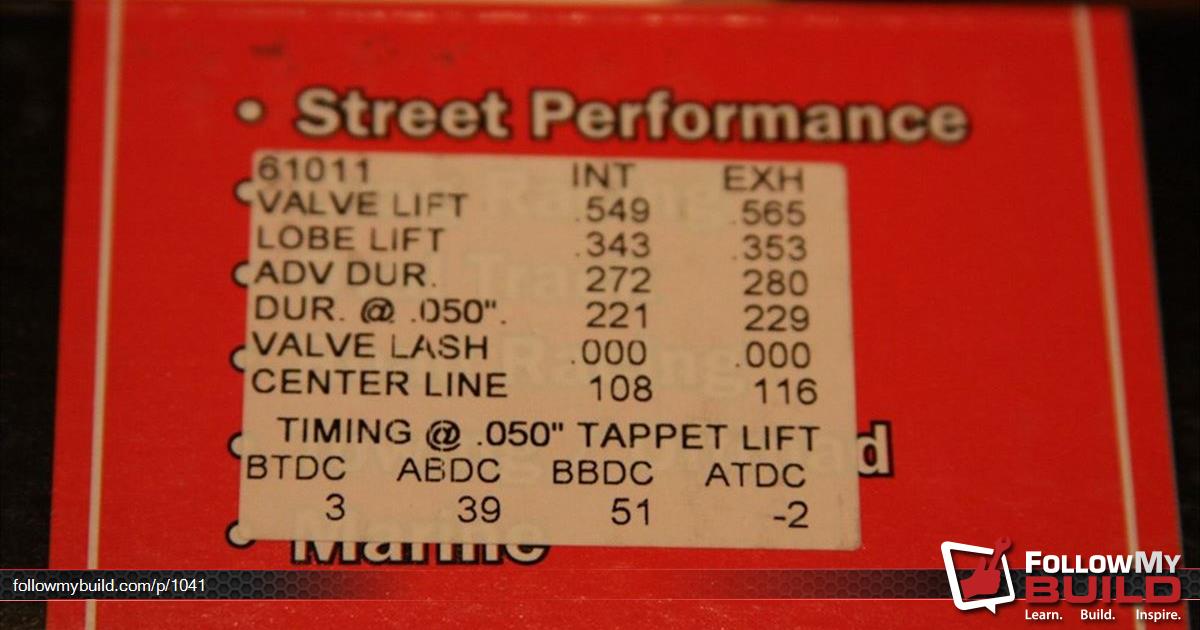 • Street Performance
61011 INT EXH
VALVE LIFT .549 .565
LOBE LIFT .343 .353
ADV DUR. 272 280
DUR. @ .050". 221 229
VALVE LASH .000 .000
CENTER LINE 108 116
TIMING @ .050" TAPPET LIFT
BTDC ABDC BBDC ATDC
3 39 51 -2
• Marine
followmybuild.com/p/1041
FOLLOWMY
BUILD
Learn. Build. Inspire.